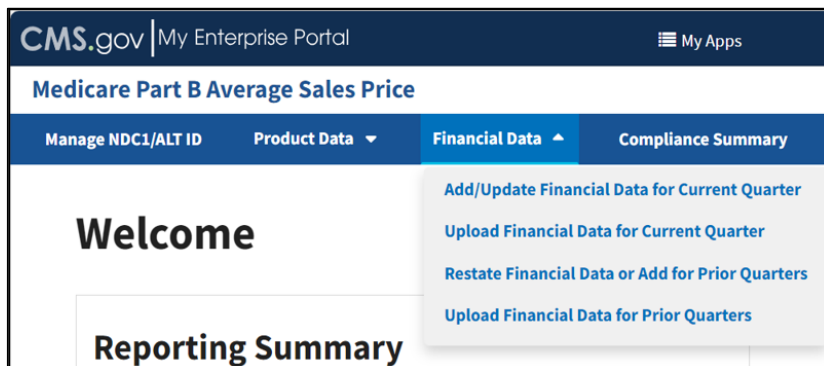 CMS.gov My Enterprise Portal My Apps
Medicare Part B Average Sales Price
Manage NDC1/ALT ID Product Data Financial Data Compliance Summary
Add/Update Financial Data for Current Quarter
Upload Financial Data for Current Quarter
Restate Financial Data or Add for Prior Quarters
Upload Financial Data for Prior Quarters
Welcome
Reporting Summary